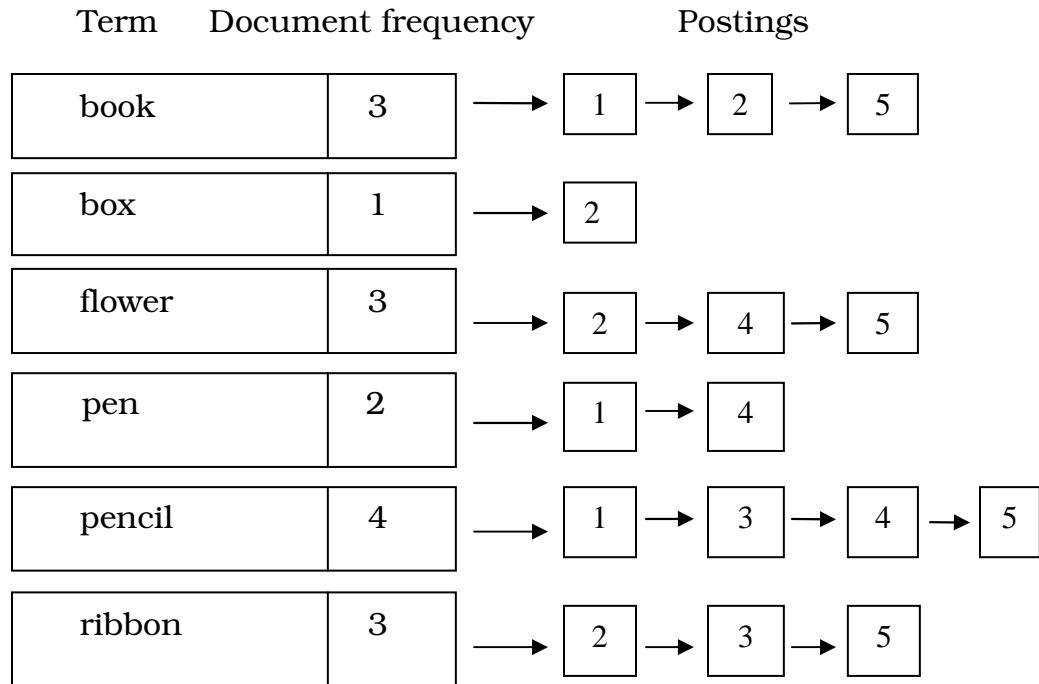 Term Document frequency Postings
book 3 1 2 5
box 1 2
flower 3 2 4 5
pen 2 1 4
pencil 4 1 3 4 5
ribbon 3 2 3 5